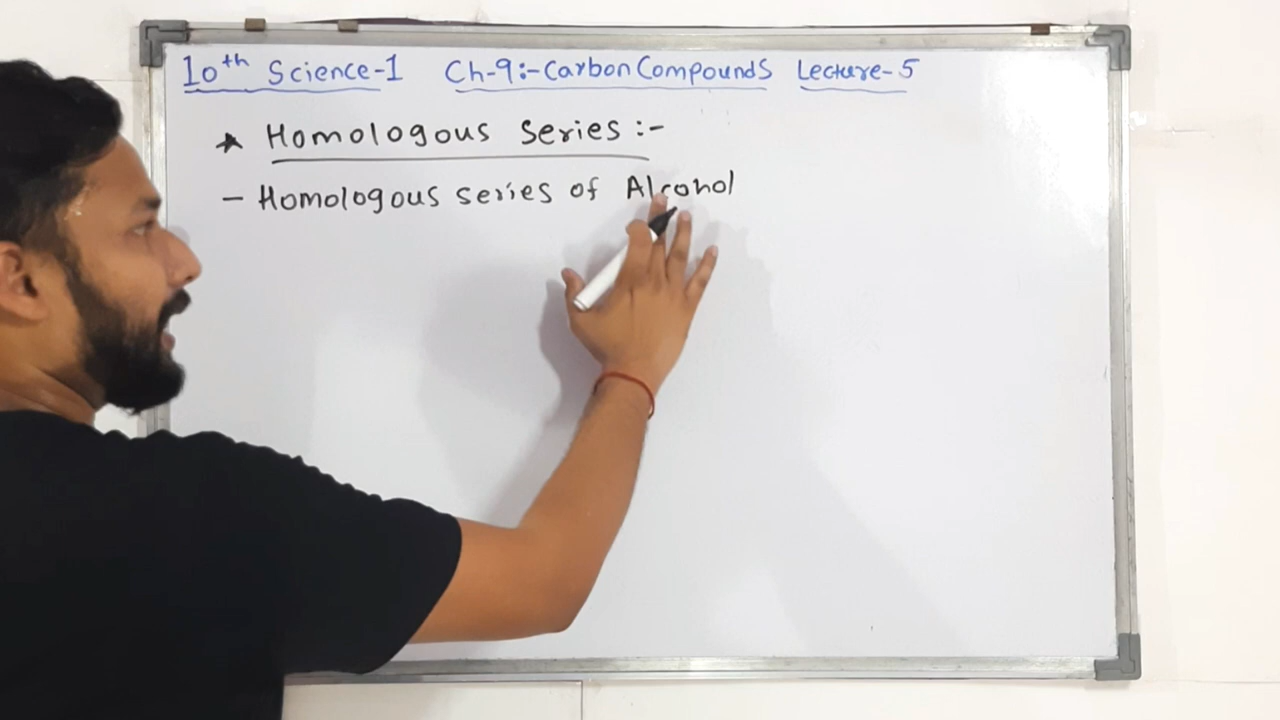 10th Science-1 Ch-9:-Carbon Compounds Lecture-5
★ Homologous Series:-
- Homologous series of Alcohol